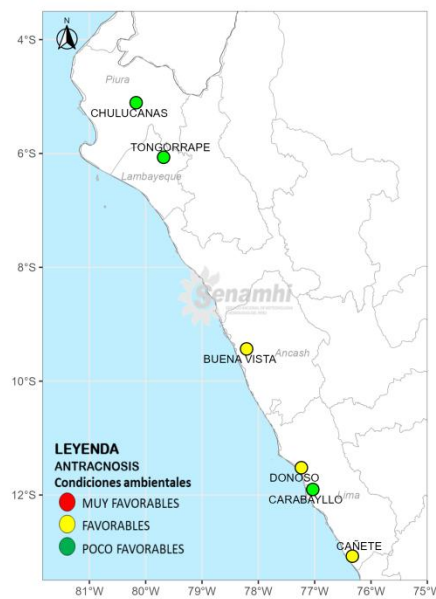 N
4°S
Piura
CHULUCANAS
TONGORRAPE
6°S
Lambayeque
8°S
Senamhi
BUENA VISTA
Ancash
10°S
LEYENDA
ANTRACNOSIS
Condiciones ambientales
MUY FAVORABLES
FAVORABLES
POCO FAVORABLES
DONOSO
CARABAYLLO
Lima
12°S
CAÑETE
81°W 80°W 79°W 78°W 77°W 76°W 75°W